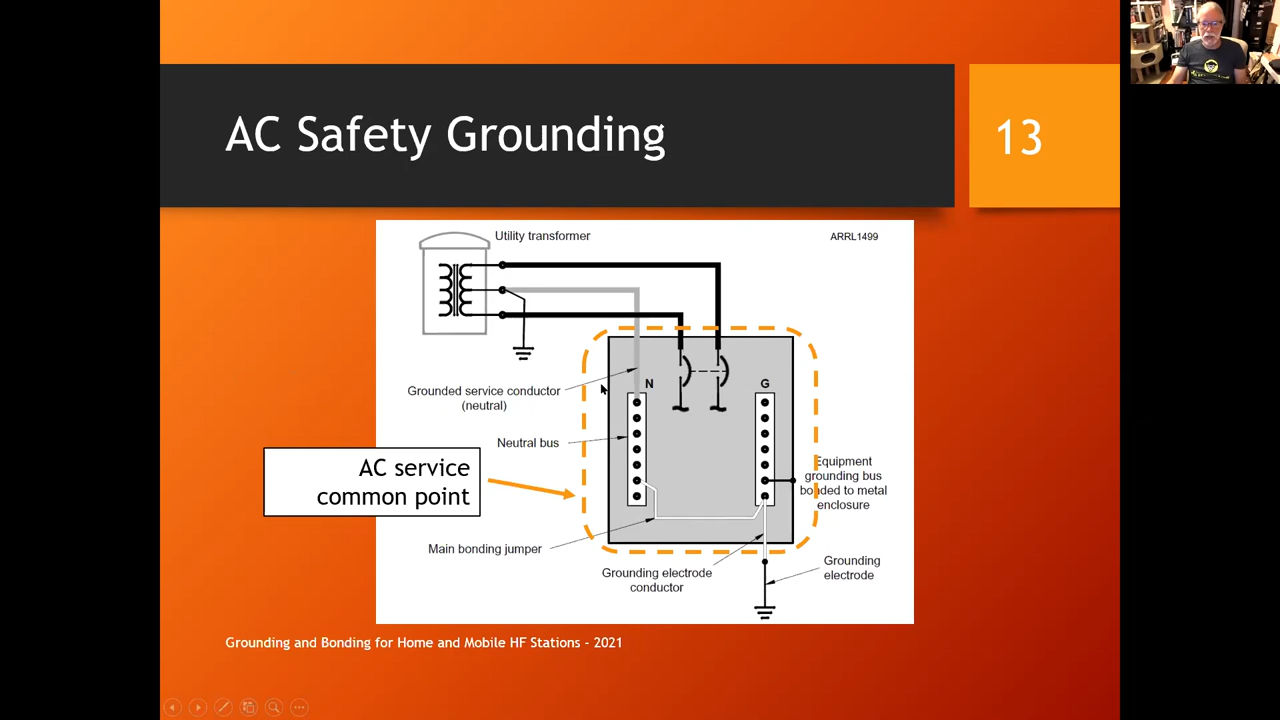 AC Safety Grounding
13
Utility transformer
ARRL1499
Grounded service conductor
(neutral)
N
G
Neutral bus
AC service
common point
Equipment
grounding bus
bonded to metal
enclosure
Main bonding jumper
Grounding electrode
conductor
Grounding
electrode
Grounding and Bonding for Home and Mobile HF Stations - 2021